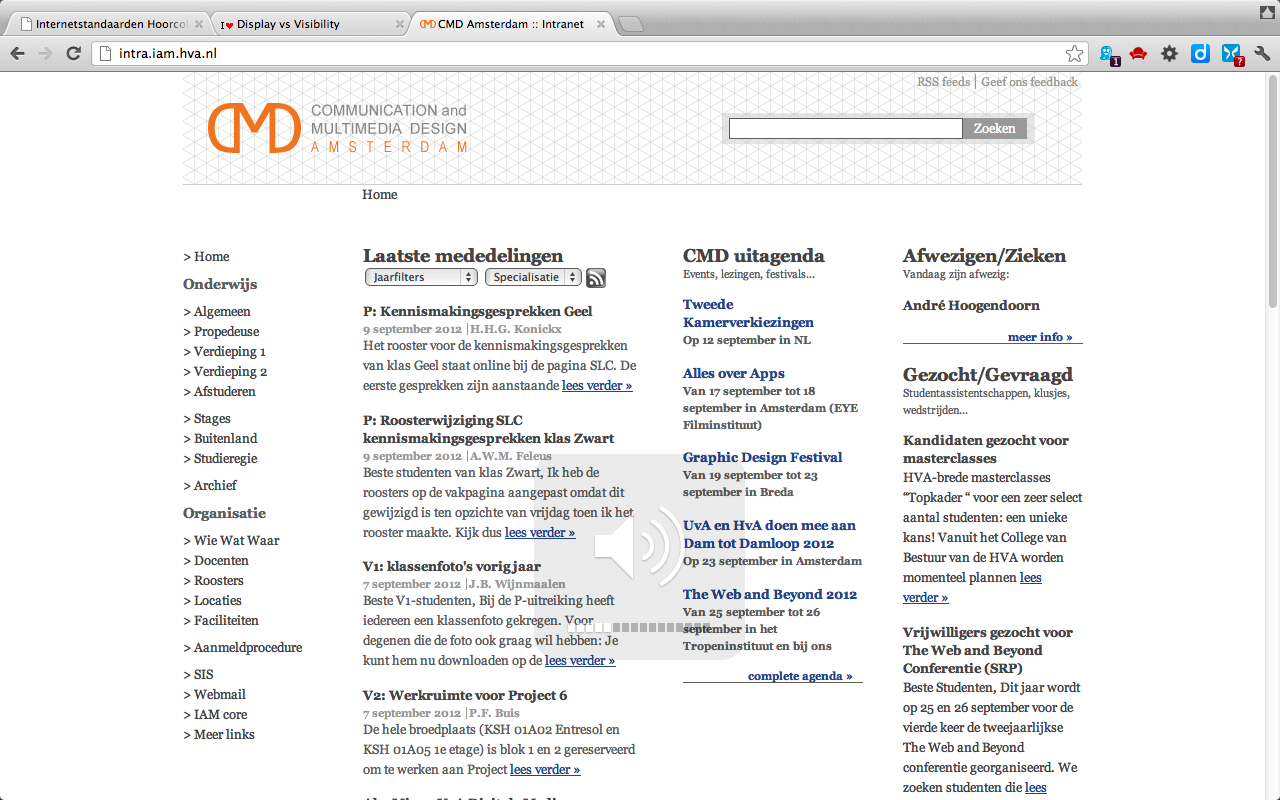 Internetstandaarden Hoorcol
I ♥ Display vs Visibility
CMD Amsterdam :: Intranet
intra.iam.hva.nl
1
?
RSS feeds | Geef ons feedback
CMD
COMMUNICATION and
MULTIMEDIA DESIGN
AMSTERDAM
Zoeken
Home
> Home
Onderwijs
> Algemeen
> Propedeuse
> Verdieping 1
> Verdieping 2
> Afstuderen
> Stages
> Buitenland
> Studieregie
> Archief
Organisatie
> Wie Wat Waar
> Docenten
> Roosters
> Locaties
> Faciliteiten
> Aanmeldprocedure
> SIS
> Webmail
> IAM core
> Meer links
Laatste mededelingen
Jaarfilters
Specialisatie
P: Kennismakingsgesprekken Geel
9 september 2012 |H.H.G. Konickx
Het rooster voor de kennismakingsgesprekken
van klas Geel staat online bij de pagina SLC. De
eerste gesprekken zijn aanstaande lees verder »
P: Roosterwijziging SLC
kennismakingsgesprekken klas Zwart
9 september 2012 |A.W.M. Feleus
Beste studenten van klas Zwart, Ik heb de
roosters op de vakpagina aangepast omdat dit
gewijzigd is ten opzichte van vrijdag toen ik het
rooster maakte. Kijk dus lees verder »
V1: klassenfoto's vorig jaar
7 september 2012 |J.B. Wijnmaalen
Beste V1-studenten, Bij de P-uitreiking heeft
iedereen een klassenfoto gekregen. Voor
degenen die de foto ook graag wil hebben: Je
kunt hem nu downloaden op de lees verder »
V2: Werkruimte voor Project 6
7 september 2012 |P.F. Buis
De hele broedplaats (KSH 01A02 Entresol en
KSH 01A05 1e etage) is blok 1 en 2 gereserveerd
om te werken aan Project lees verder »
CMD uitagenda
Events, lezingen, festivals...
Tweede
Kamerverkiezingen
Op 12 september in NL
Alles over Apps
Van 17 september tot 18
september in Amsterdam (EYE
Filminstituut)
Graphic Design Festival
Van 19 september tot 23
september in Breda
UvA en HvA doen mee aan
Dam tot Damloop 2012
Op 23 september in Amsterdam
The Web and Beyond 2012
Van 25 september tot 26
september in het
Tropeninstituut en bij ons
complete agenda »
Afwezigen/Zieken
Vandaag zijn afwezig:
André Hoogendoorn
meer info »
Gezocht/Gevraagd
Studentassistentschappen, klusjes,
wedstrijden...
Kandidaten gezocht voor
masterclasses
HVA-brede masterclasses
“Topkader “ voor een zeer select
aantal studenten: een unieke
kans! Vanuit het College van
Bestuur van de HVA worden
momenteel plannen lees
verder »
Vrijwilligers gezocht voor
The Web and Beyond
Conferentie (SRP)
Beste Studenten, Dit jaar wordt
op 25 en 26 september voor de
vierde keer de tweejaarlijkse
The Web and Beyond
conferentie georganiseerd. We
zoeken studenten die lees